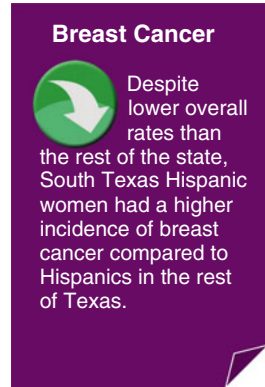 Breast Cancer
Despite
lower overall
rates than
the rest of the state,
South Texas Hispanic
women had a higher
incidence of breast
cancer compared to
Hispanics in the rest
of Texas.